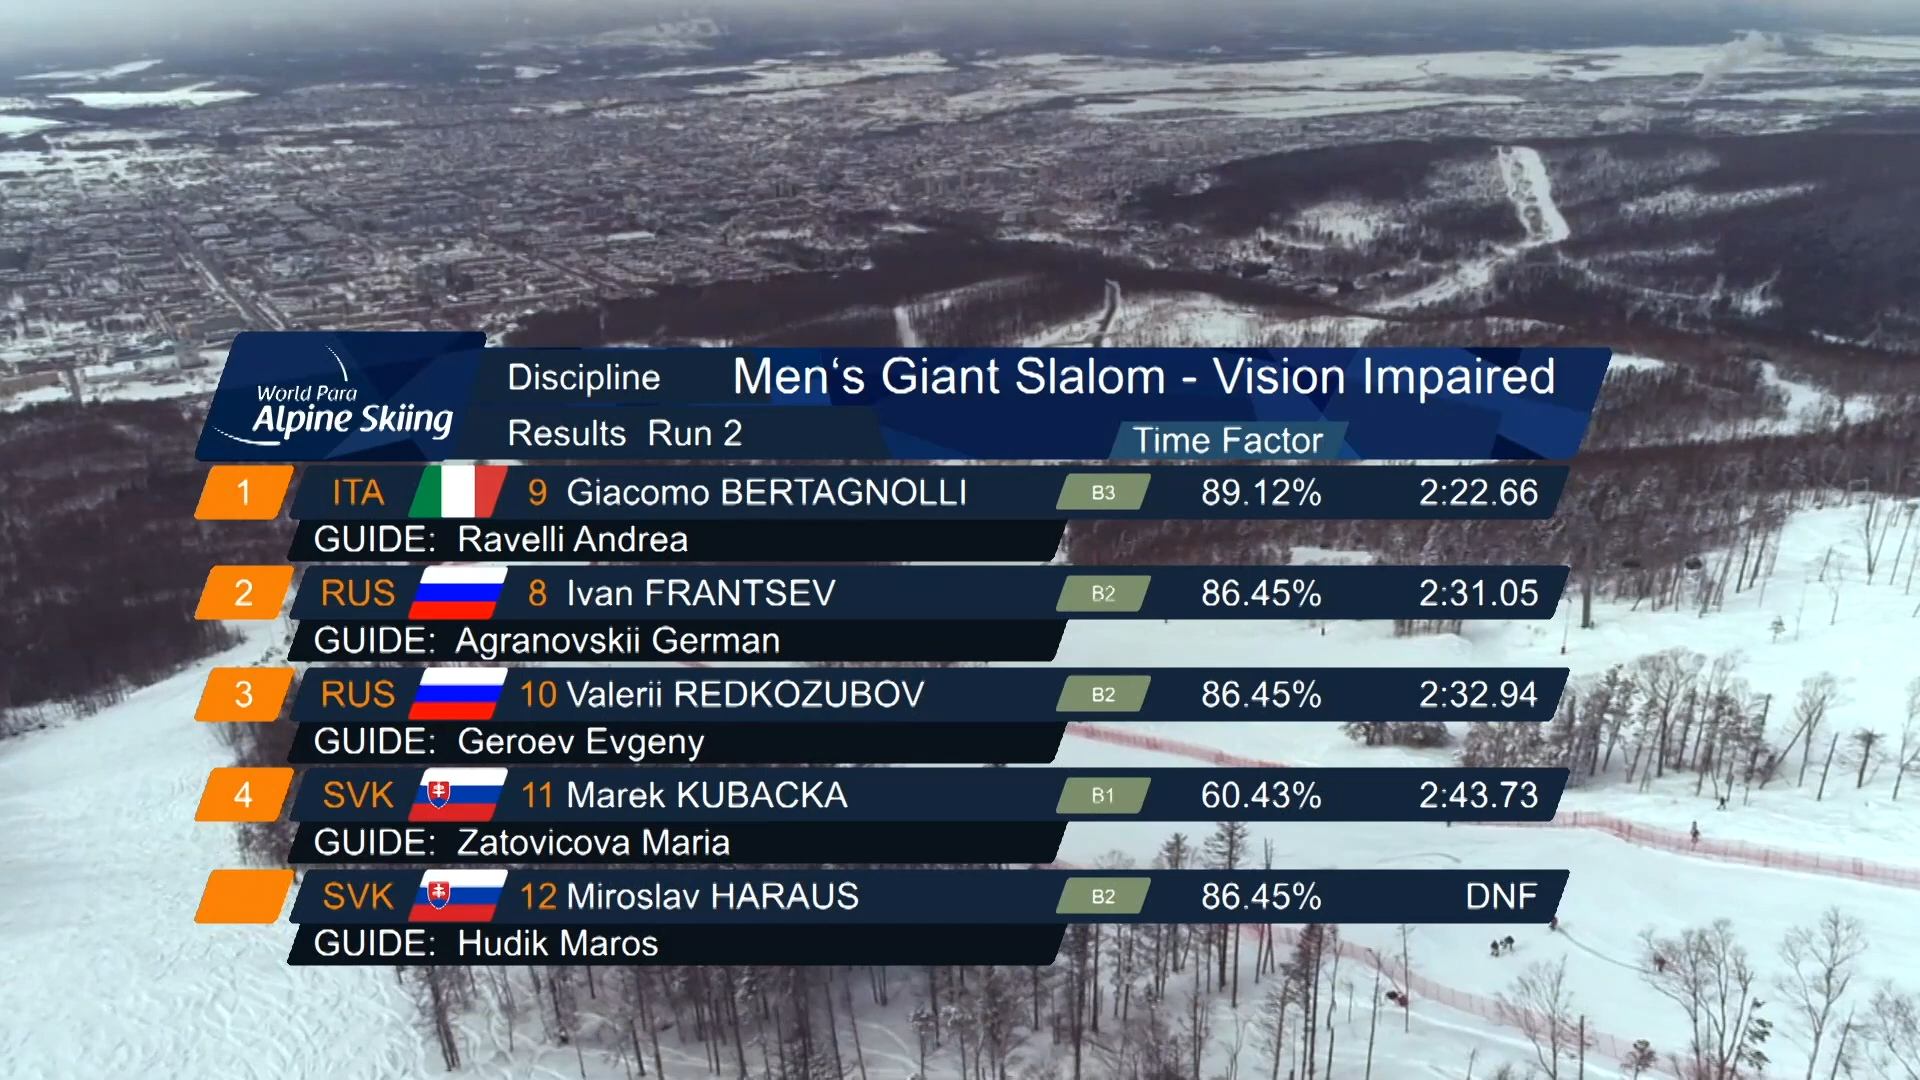 World Para
Alpine Skiing
Discipline Men‘s Giant Slalom - Vision Impaired
Results Run 2 Time Factor
1 ITA 9 Giacomo BERTAGNOLLI B3 89.12% 2:22.66
GUIDE: Ravelli Andrea
2 RUS 8 Ivan FRANTSEV B2 86.45% 2:31.05
GUIDE: Agranovskii German
3 RUS 10 Valerii REDKOZUBOV B2 86.45% 2:32.94
GUIDE: Geroev Evgeny
4 SVK 11 Marek KUBACKA B1 60.43% 2:43.73
GUIDE: Zatovicova Maria
SVK 12 Miroslav HARAUS B2 86.45% DNF
GUIDE: Hudik Maros